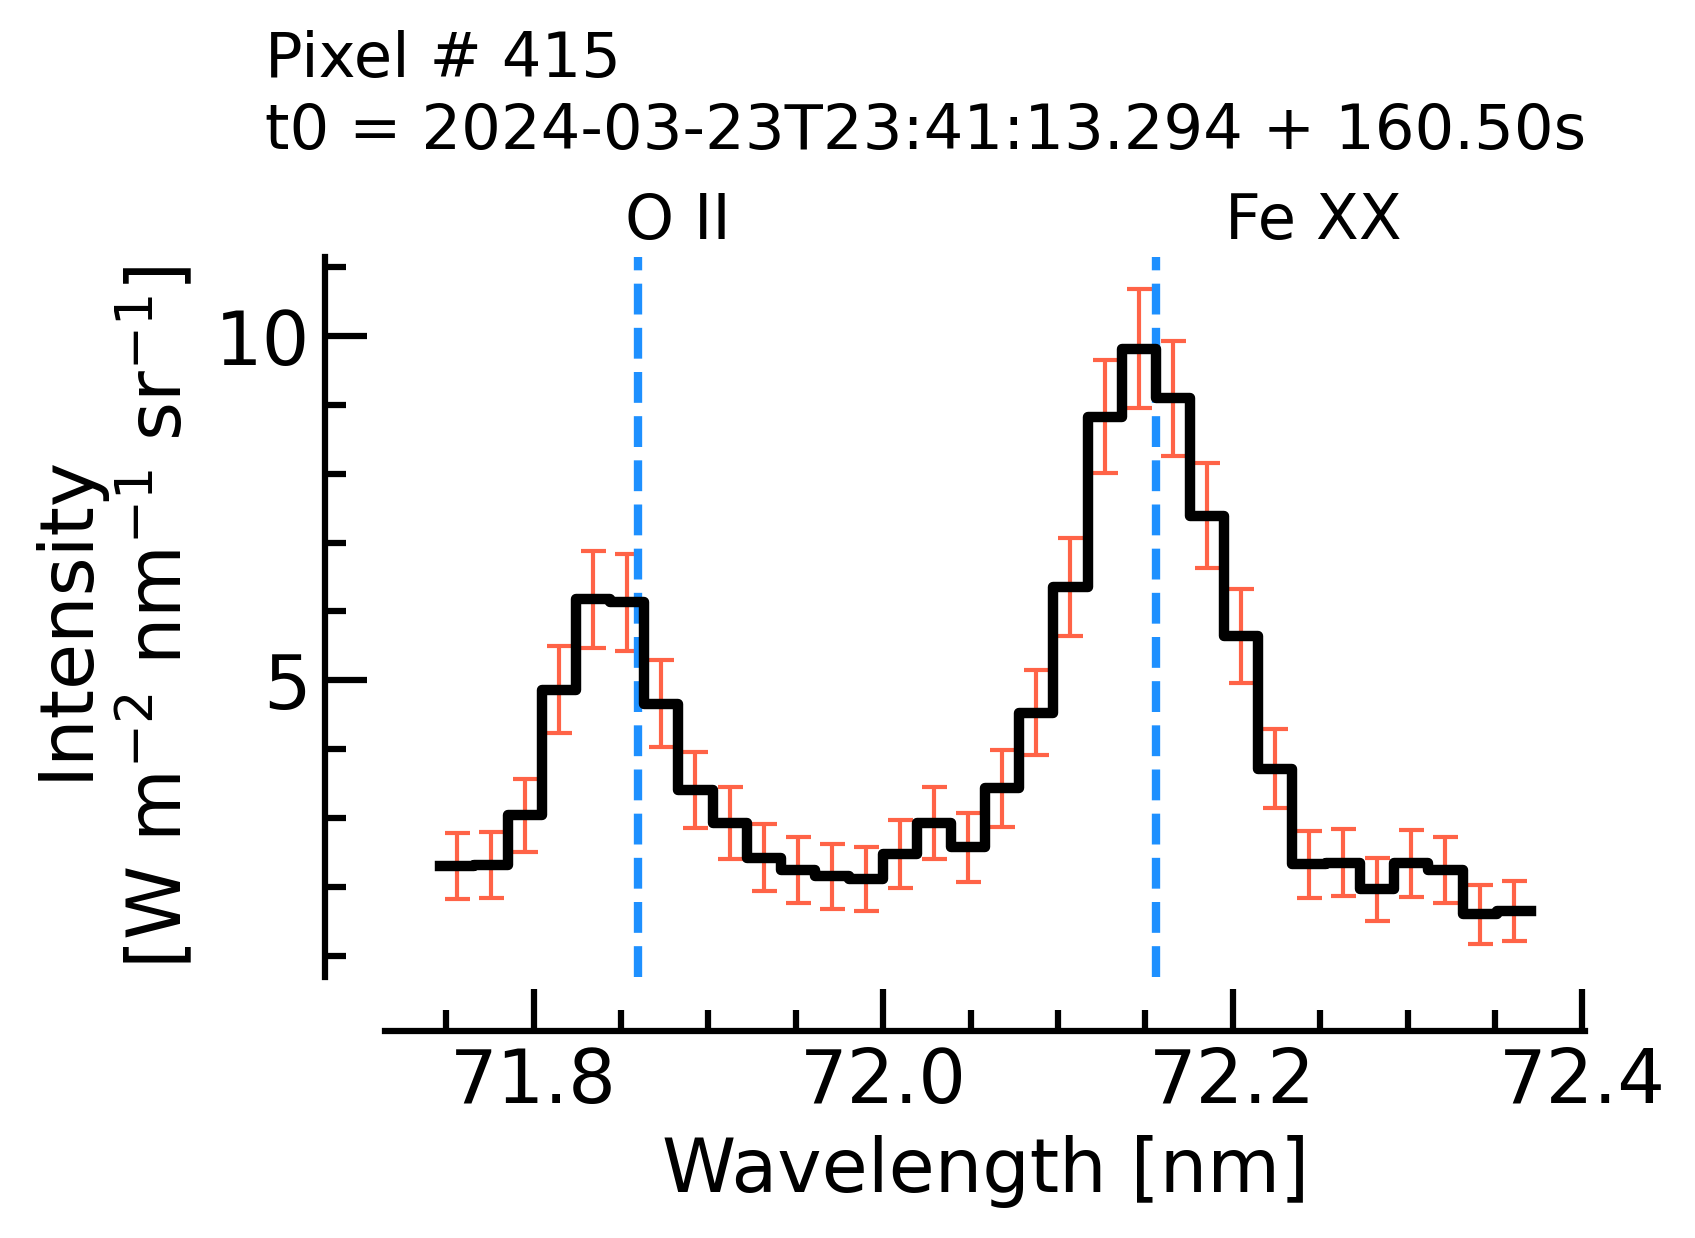 Pixel # 415
t0 = 2024-03-23T23:41:13.294 + 160.50s
O II
Fe XX
Intensity
[W m⁻² nm⁻¹ sr⁻¹]
10
5
71.8
72.0
72.2
72.4
Wavelength [nm]